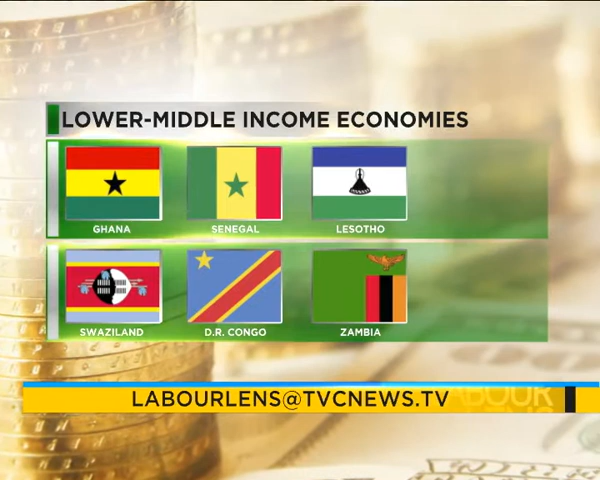 LOWER-MIDDLE INCOME ECONOMIES
GHANA
SENEGAL
LESOTHO
SWAZILAND
D.R. CONGO
ZAMBIA
LABOURLENS@TVCNEWS.TV